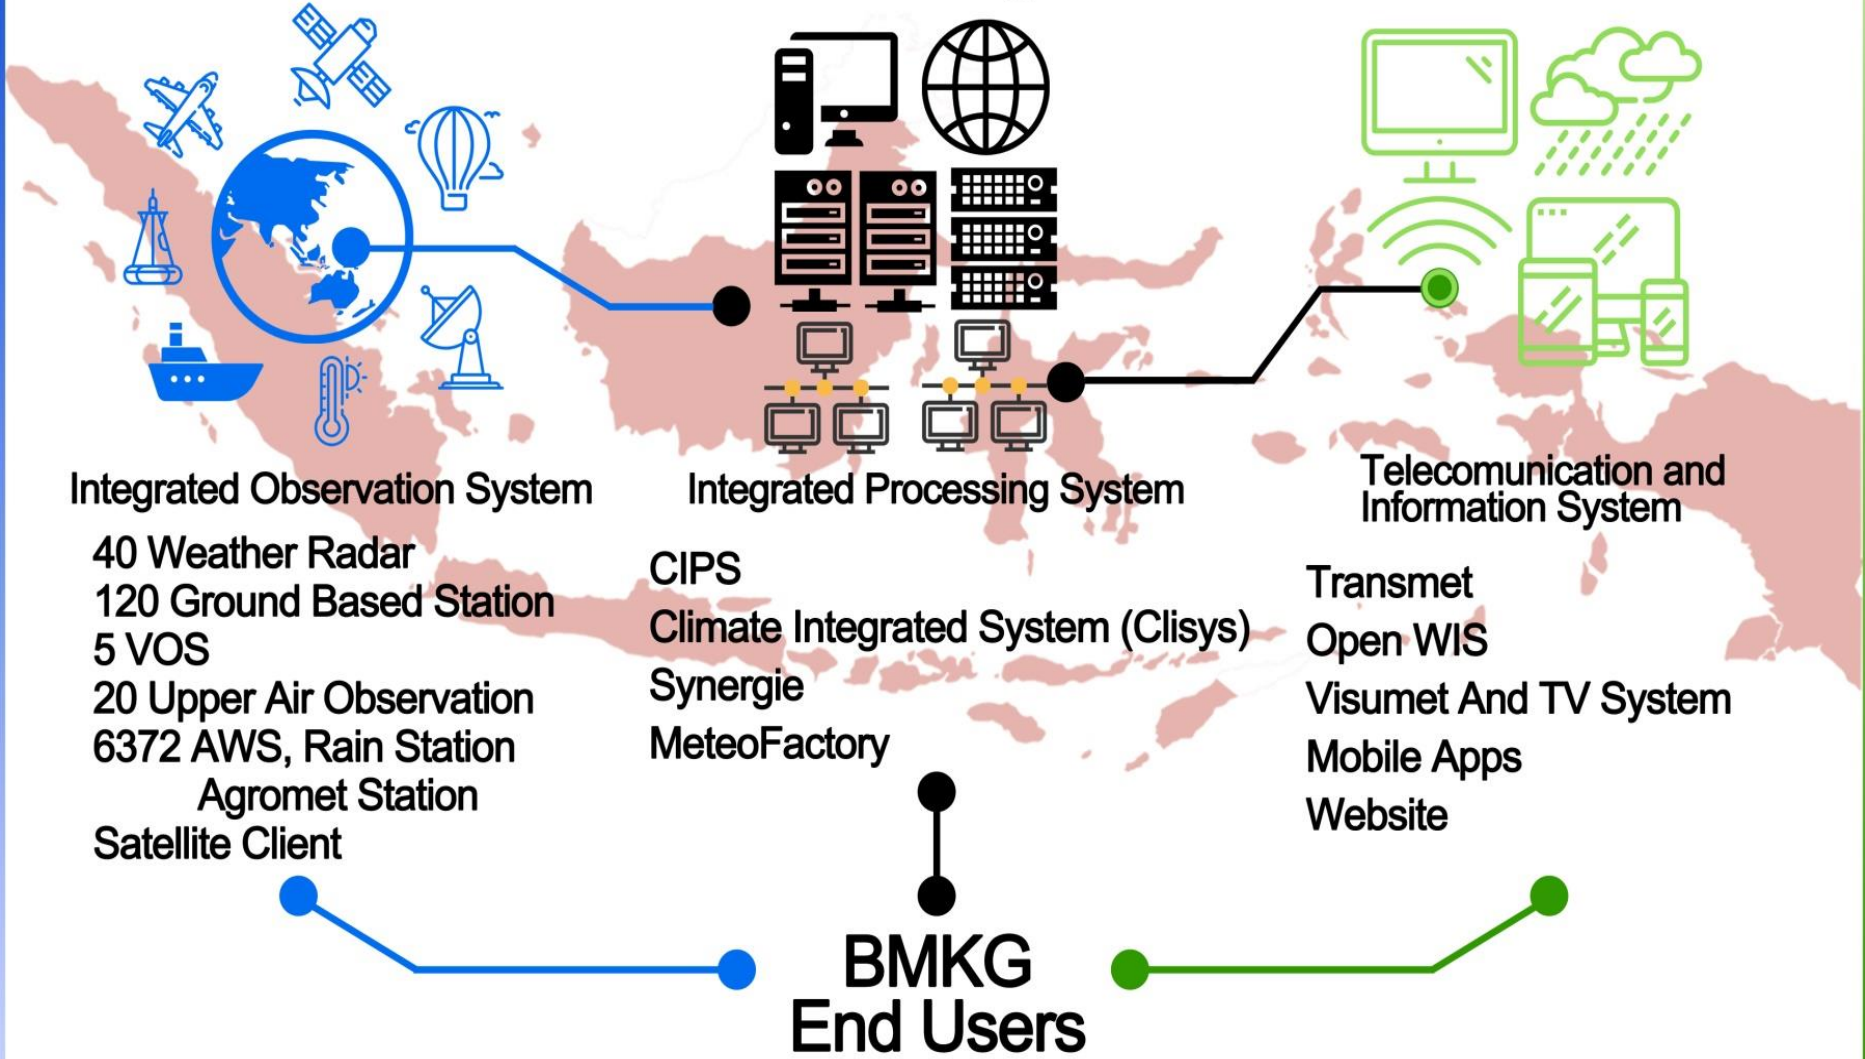 Integrated Observation System
40 Weather Radar
120 Ground Based Station
5 VOS
20 Upper Air Observation
6372 AWS, Rain Station
Agromet Station
Satellite Client
Integrated Processing System
CIPS
Climate Integrated System (Clisys)
Synergie
MeteoFactory
Telecomunication and
Information System
Transmet
Open WIS
Visumet And TV System
Mobile Apps
Website
BMKG
End Users